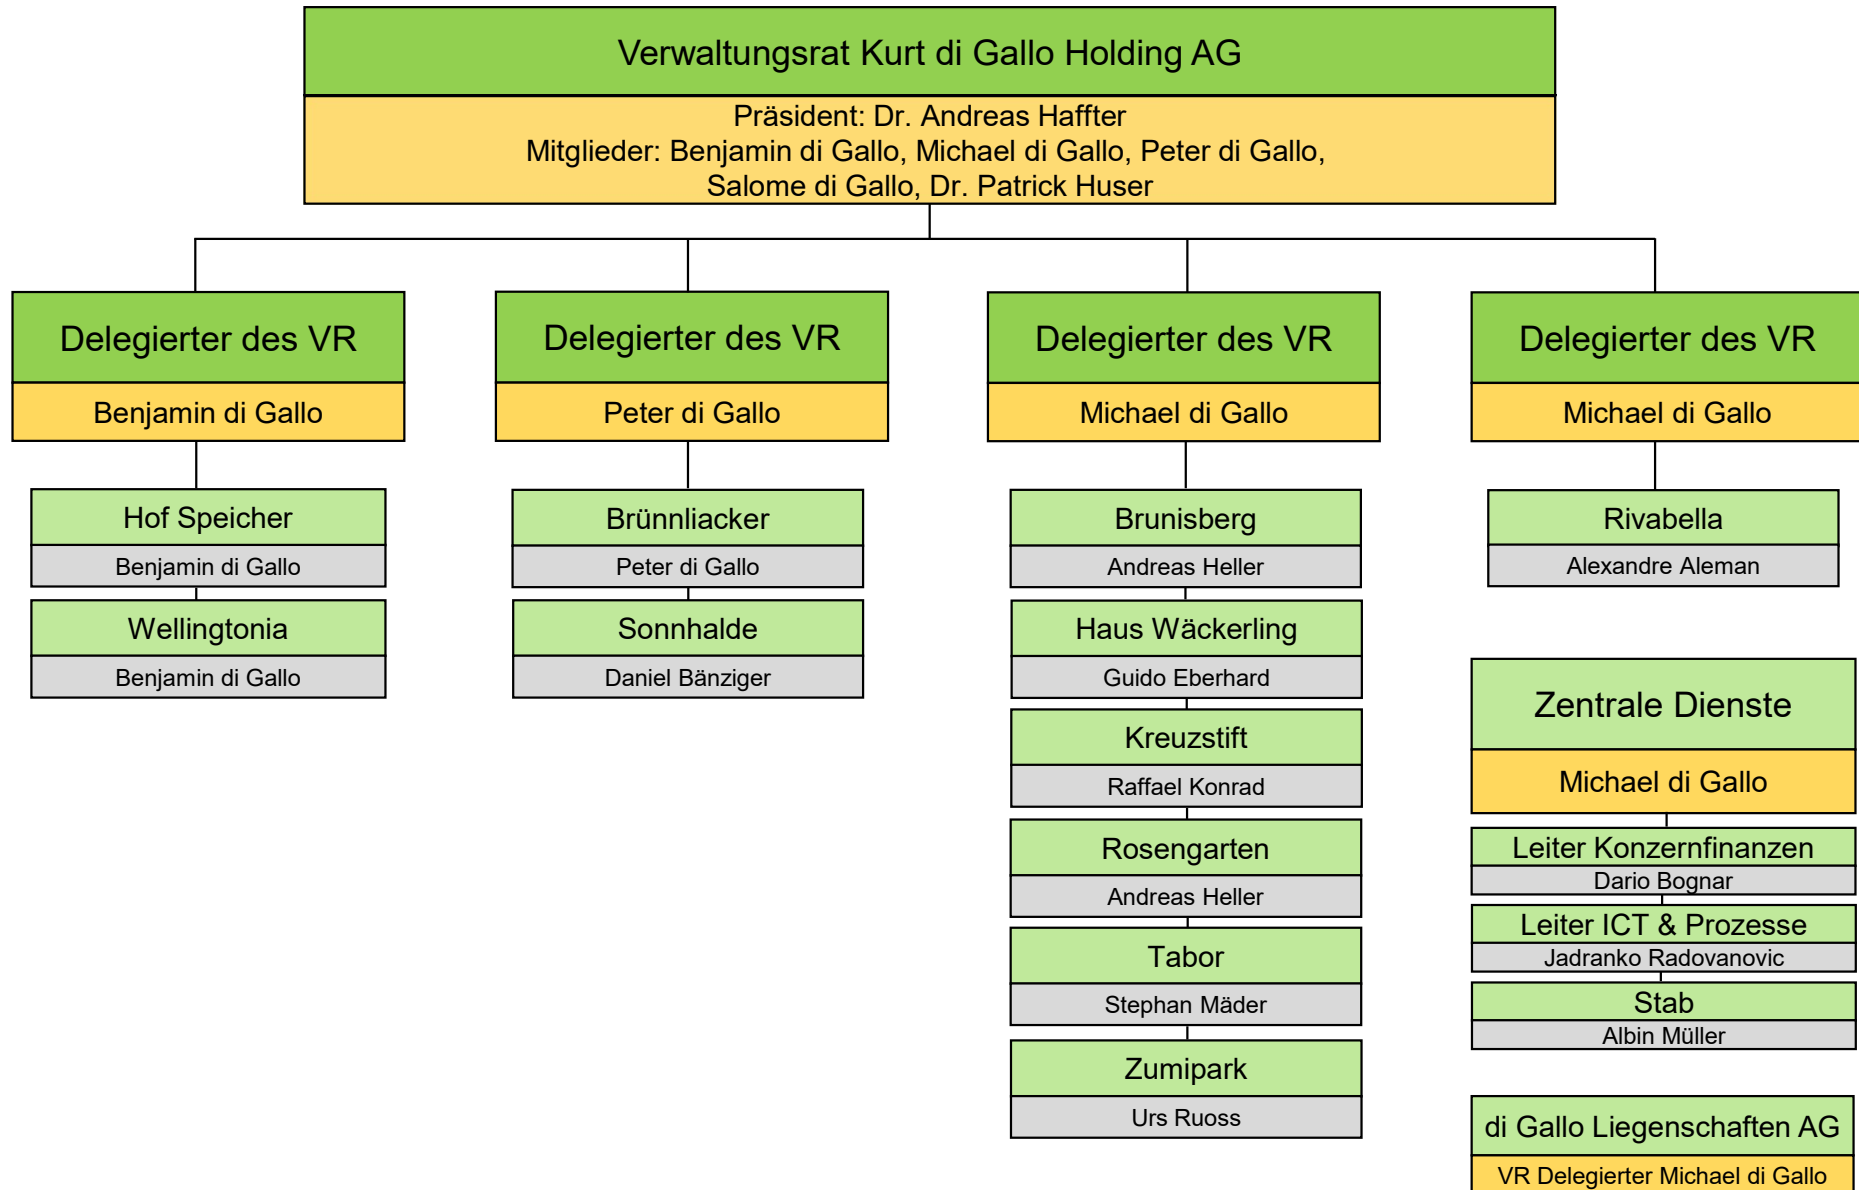 Verwaltungsrat Kurt di Gallo Holding AG
Präsident: Dr. Andreas Haffter
Mitglieder: Benjamin di Gallo, Michael di Gallo, Peter di Gallo,
Salome di Gallo, Dr. Patrick Huser
Delegierter des VR
Benjamin di Gallo
Hof Speicher
Benjamin di Gallo
Wellingtonia
Benjamin di Gallo
Delegierter des VR
Peter di Gallo
Brünnliacker
Peter di Gallo
Sonnhalde
Daniel Bänziger
Delegierter des VR
Michael di Gallo
Brunisberg
Andreas Heller
Haus Wäckerling
Guido Eberhard
Kreuzstift
Raffael Konrad
Rosengarten
Andreas Heller
Tabor
Stephan Mäder
Zumipark
Urs Ruoss
Delegierter des VR
Michael di Gallo
Rivabella
Alexandre Aleman
Zentrale Dienste
Michael di Gallo
Leiter Konzernfinanzen
Dario Bognar
Leiter ICT & Prozesse
Jadranko Radovanovic
Stab
Albin Müller
di Gallo Liegenschaften AG
VR Delegierter Michael di Gallo